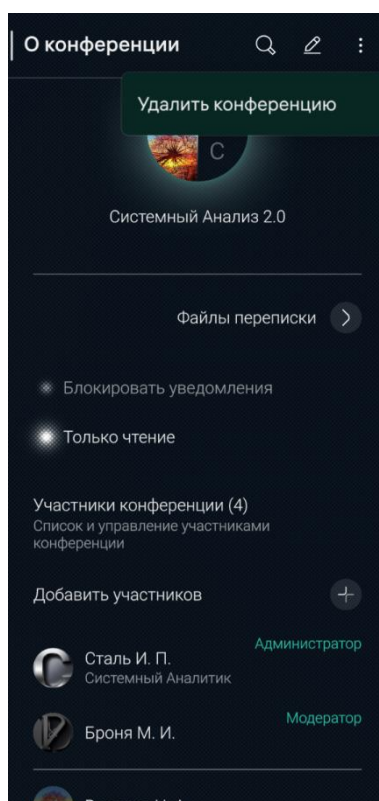 О конференции
Удалить конференцию
С
Системный Анализ 2.0
Файлы переписки
Блокировать уведомления
Только чтение
Участники конференции (4)
Список и управление участниками
конференции
Добавить участников
Администратор
Сталь И. П.
Системный Аналитик
Модератор
Броня М. И.